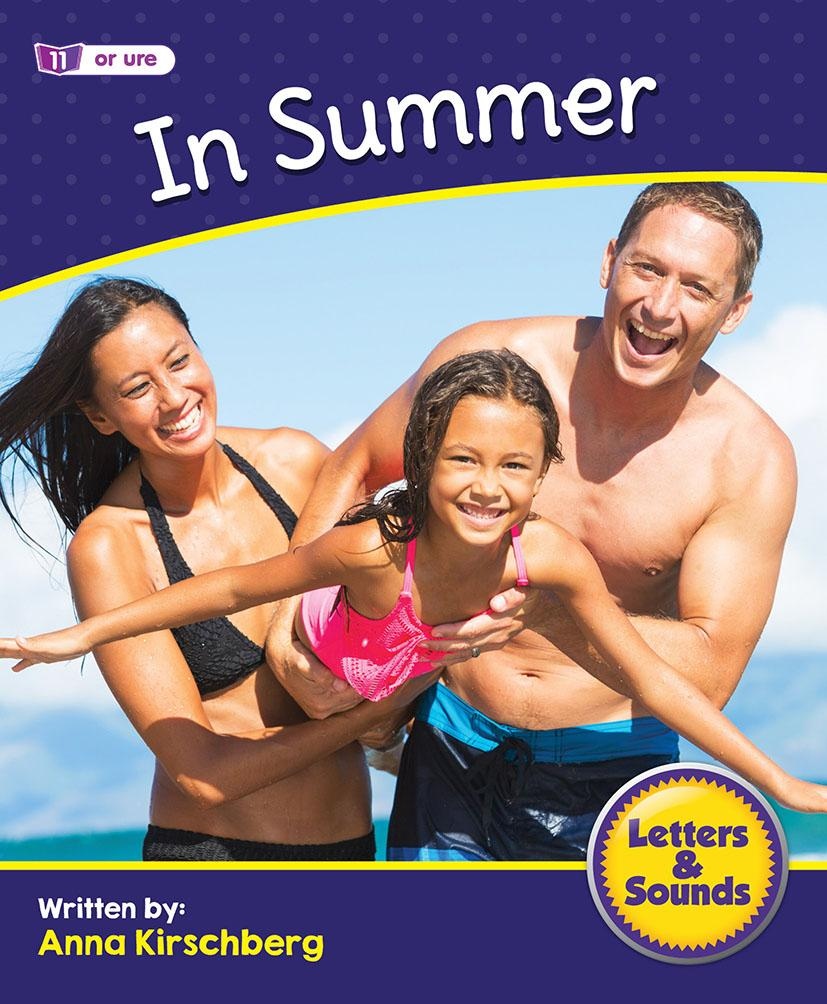 11 or ure
In Summer
Letters
&
Sounds
Written by:
Anna Kirschberg